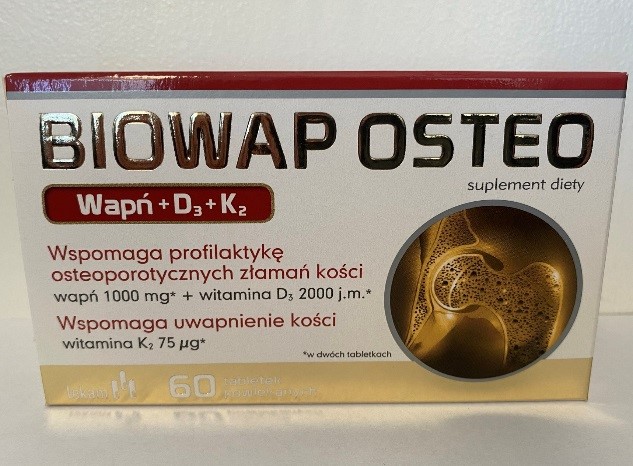 BIOWAP OSTEO
suplement diety
Wapń + D₃ + K₂
Wspomaga profilaktykę
osteoporotycznych złamań kości
wapń 1000 mg* + witamina D₃ 2000 j.m.*
Wspomaga uwapnienie kości
witamina K₂ 75 µg*
*w dwóch tabletkach
60 tabletek